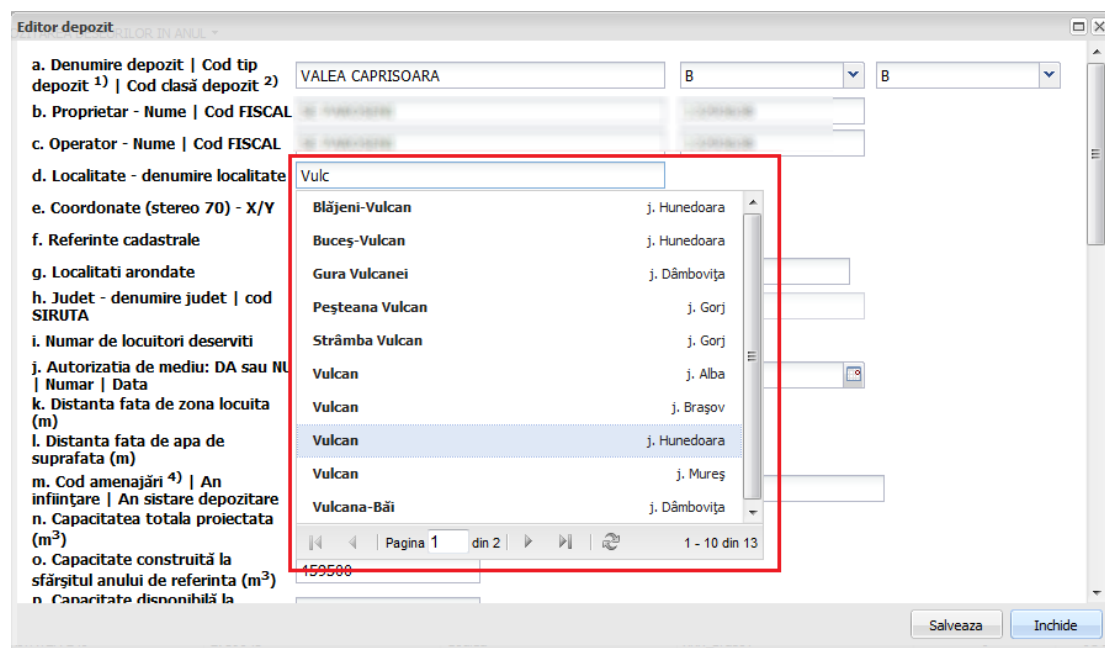 Editor depozit
a. Denumire depozit | Cod tip
depozit 1) | Cod clasă depozit 2)
VALEA CAPRISOARA
B
B
b. Proprietar - Nume | Cod FISCAL
c. Operator - Nume | Cod FISCAL
d. Localitate - denumire localitate
Vulc
e. Coordonate (stereo 70) - X/Y
f. Referinte cadastrale
g. Localitati arondate
h. Judet - denumire judet | cod
SIRUTA
i. Numar de locuitori deserviti
j. Autorizatia de mediu: DA sau NU
| Numar | Data
k. Distanta fata de zona locuita
(m)
l. Distanta fata de apa de
suprafata (m)
m. Cod amenajări 4) | An
infiinţare | An sistare depozitare
n. Capacitatea totala proiectata
(m3)
o. Capacitate construită la
sfârşitul anului de referinta (m3)
459500
p. Capacitate disponibilă la
Blăjeni-Vulcan j. Hunedoara
Buceş-Vulcan j. Hunedoara
Gura Vulcanei j. Dâmboviţa
Peşteana Vulcan j. Gorj
Strâmba Vulcan j. Gorj
Vulcan j. Alba
Vulcan j. Braşov
Vulcan j. Hunedoara
Vulcan j. Mureş
Vulcana-Băi j. Dâmboviţa
Pagina 1 din 2 1 - 10 din 13
Salveaza Inchide